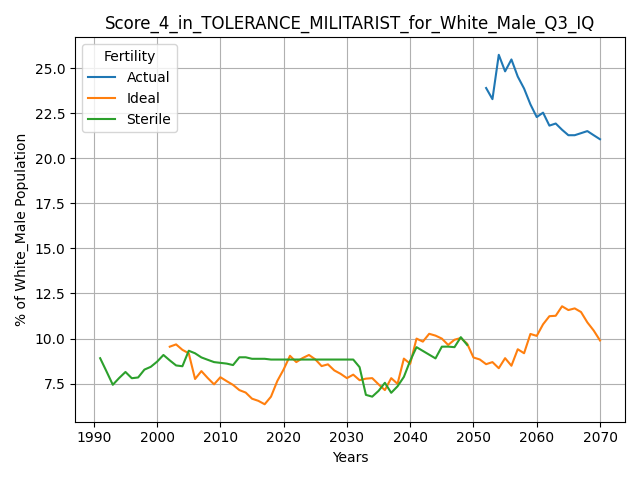 Score_4_in_TOLERANCE_MILITARIST_for_White_Male_Q3_IQ
Fertility
Actual
Ideal
Sterile
% of White_Male Population
25.0
22.5
20.0
17.5
15.0
12.5
10.0
7.5
1990 2000 2010 2020 2030 2040 2050 2060 2070
Years